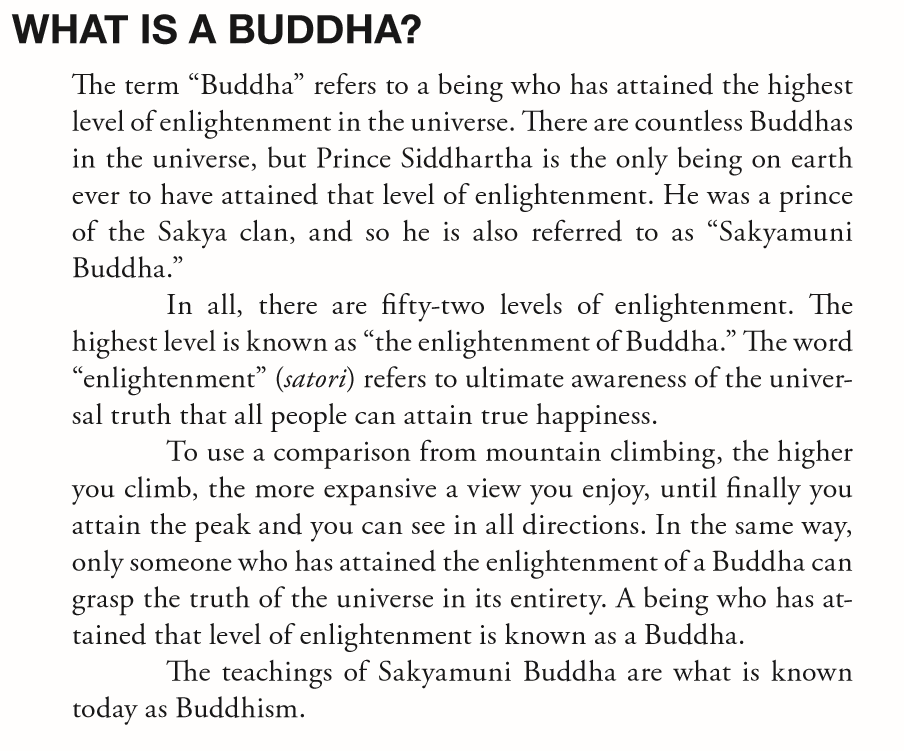 WHAT IS A BUDDHA?
The term “Buddha” refers to a being who has attained the highest
level of enlightenment in the universe. There are countless Buddhas
in the universe, but Prince Siddhartha is the only being on earth
ever to have attained that level of enlightenment. He was a prince
of the Sakya clan, and so he is also referred to as “Sakyamuni
Buddha.”
In all, there are fifty-two levels of enlightenment. The
highest level is known as “the enlightenment of Buddha.” The word
“enlightenment” (satori) refers to ultimate awareness of the univer-
sal truth that all people can attain true happiness.
To use a comparison from mountain climbing, the higher
you climb, the more expansive a view you enjoy, until finally you
attain the peak and you can see in all directions. In the same way,
only someone who has attained the enlightenment of a Buddha can
grasp the truth of the universe in its entirety. A being who has at-
tained that level of enlightenment is known as a Buddha.
The teachings of Sakyamuni Buddha are what is known
today as Buddhism.